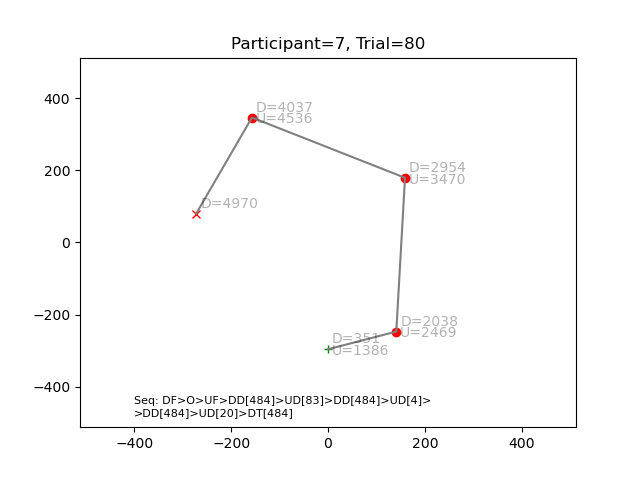 Participant=7, Trial=80
400
200
0
−200
−400
D=4037
U=4536
D=2954
U=3470
D=4970
D=2038
U=2469
D=351
U=1386
Seq: DF>O>UF>DD[484]>UD[83]>DD[484]>UD[4]>
>DD[484]>UD[20]>DT[484]
−400
−200
0
200
400